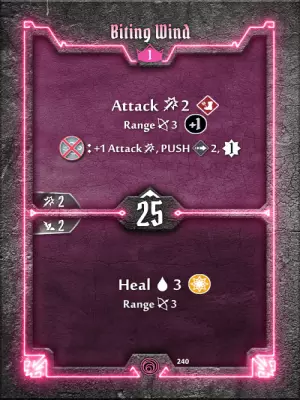 Biting Wind
1
Attack 2
Range 3 +1
: +1 Attack, PUSH 2, 1
2
25
2
Heal 3
Range 3
240